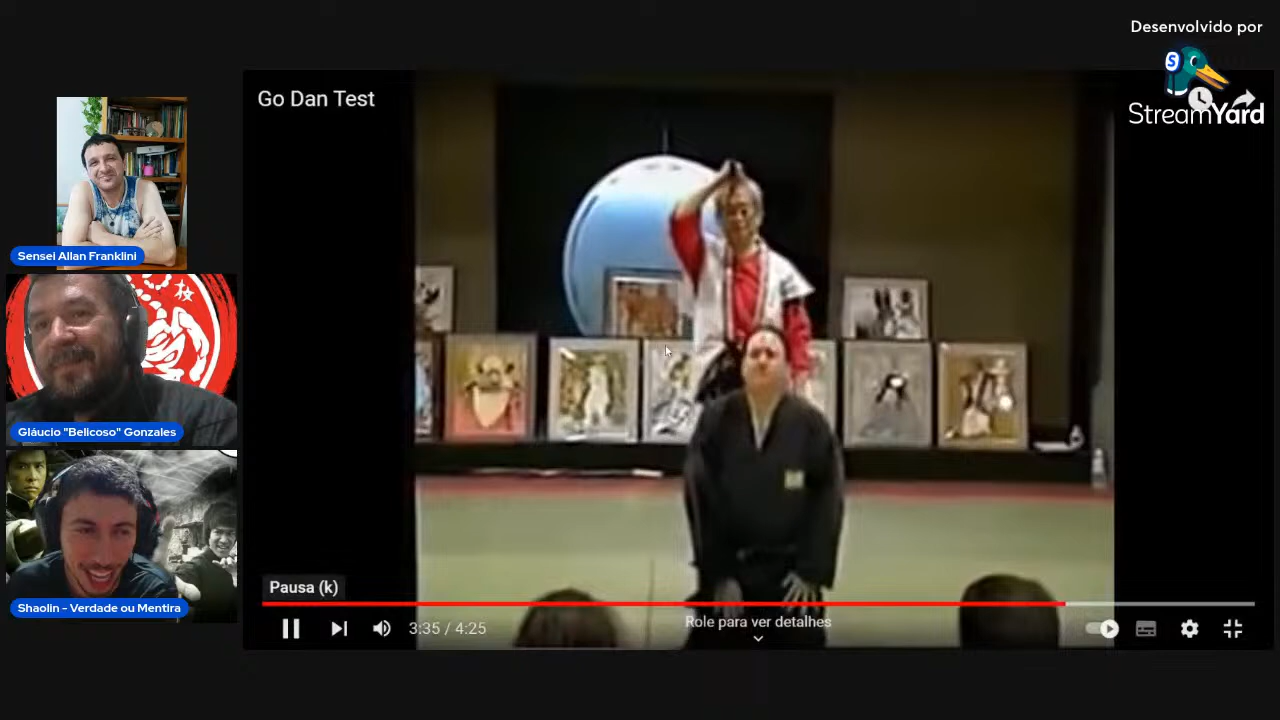 Desenvolvido por
StreamYard
Go Dan Test
Sensei Allan Franklini
Gláucio "Belicoso" Gonzales
Shaolin - Verdade ou Mentira
Pausa (k)
3:35 / 4:25
Role para ver detalhes